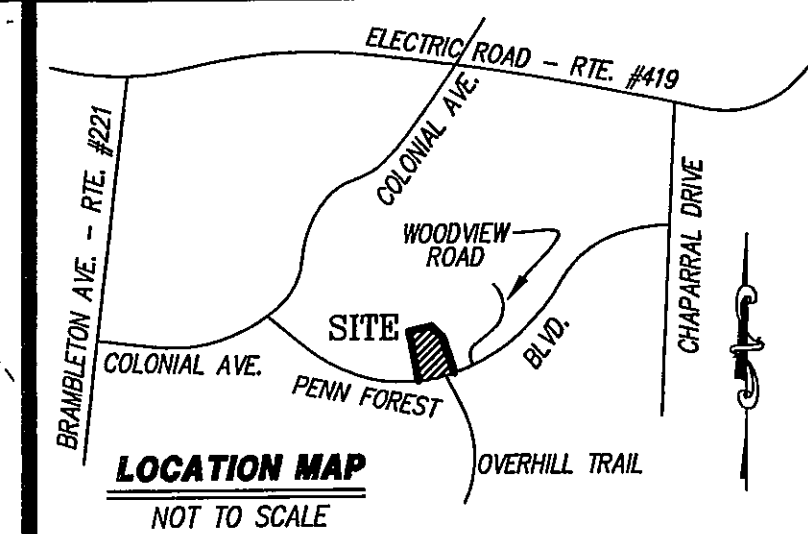 ELECTRIC ROAD - RTE. #419
BRAMBLETON AVE. - RTE. #221
COLONIAL AVE.
CHAPARRAL DRIVE
WOODVIEW
ROAD
SITE
COLONIAL AVE.
PENN FOREST
BLVD.
OVERHILL TRAIL
LOCATION MAP
NOT TO SCALE